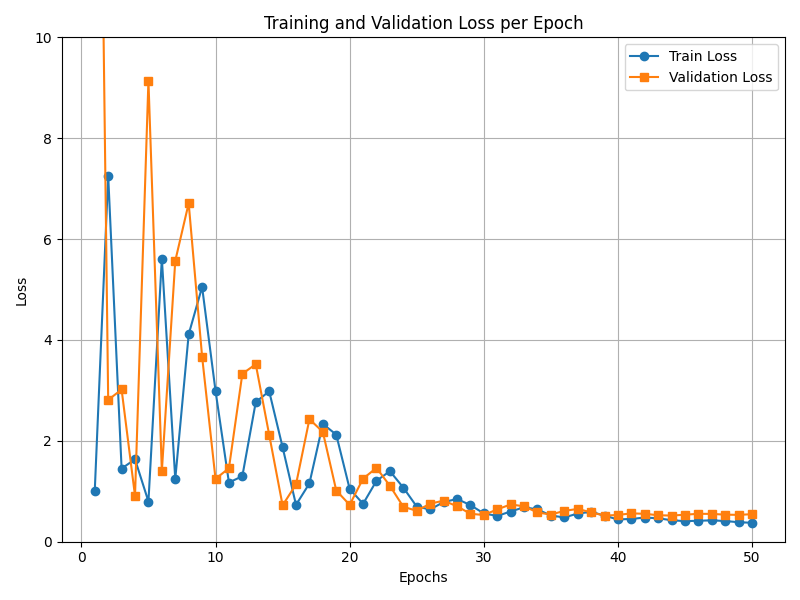 Training and Validation Loss per Epoch
Train Loss
Validation Loss
10
8
6
4
2
0
Loss
0 10 20 30 40 50
Epochs